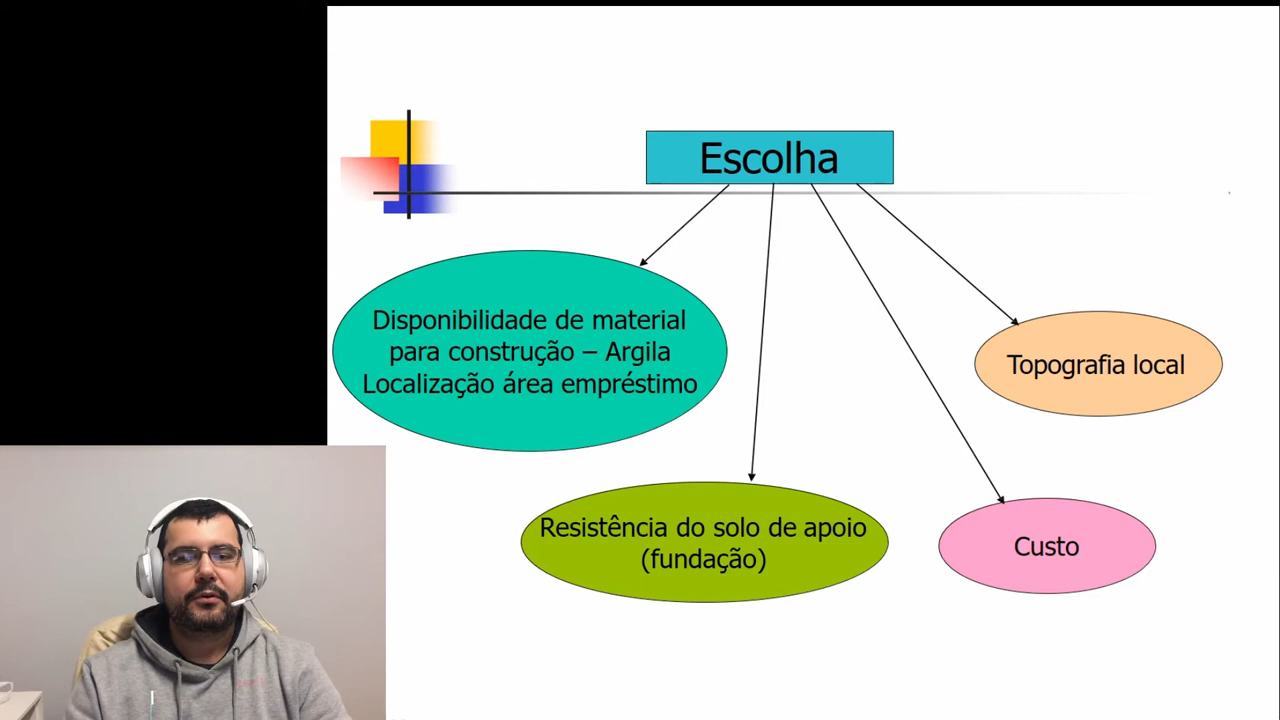 Escolha
Disponibilidade de material
para construção – Argila
Localização área empréstimo
Topografia local
Resistência do solo de apoio
(fundação)
Custo